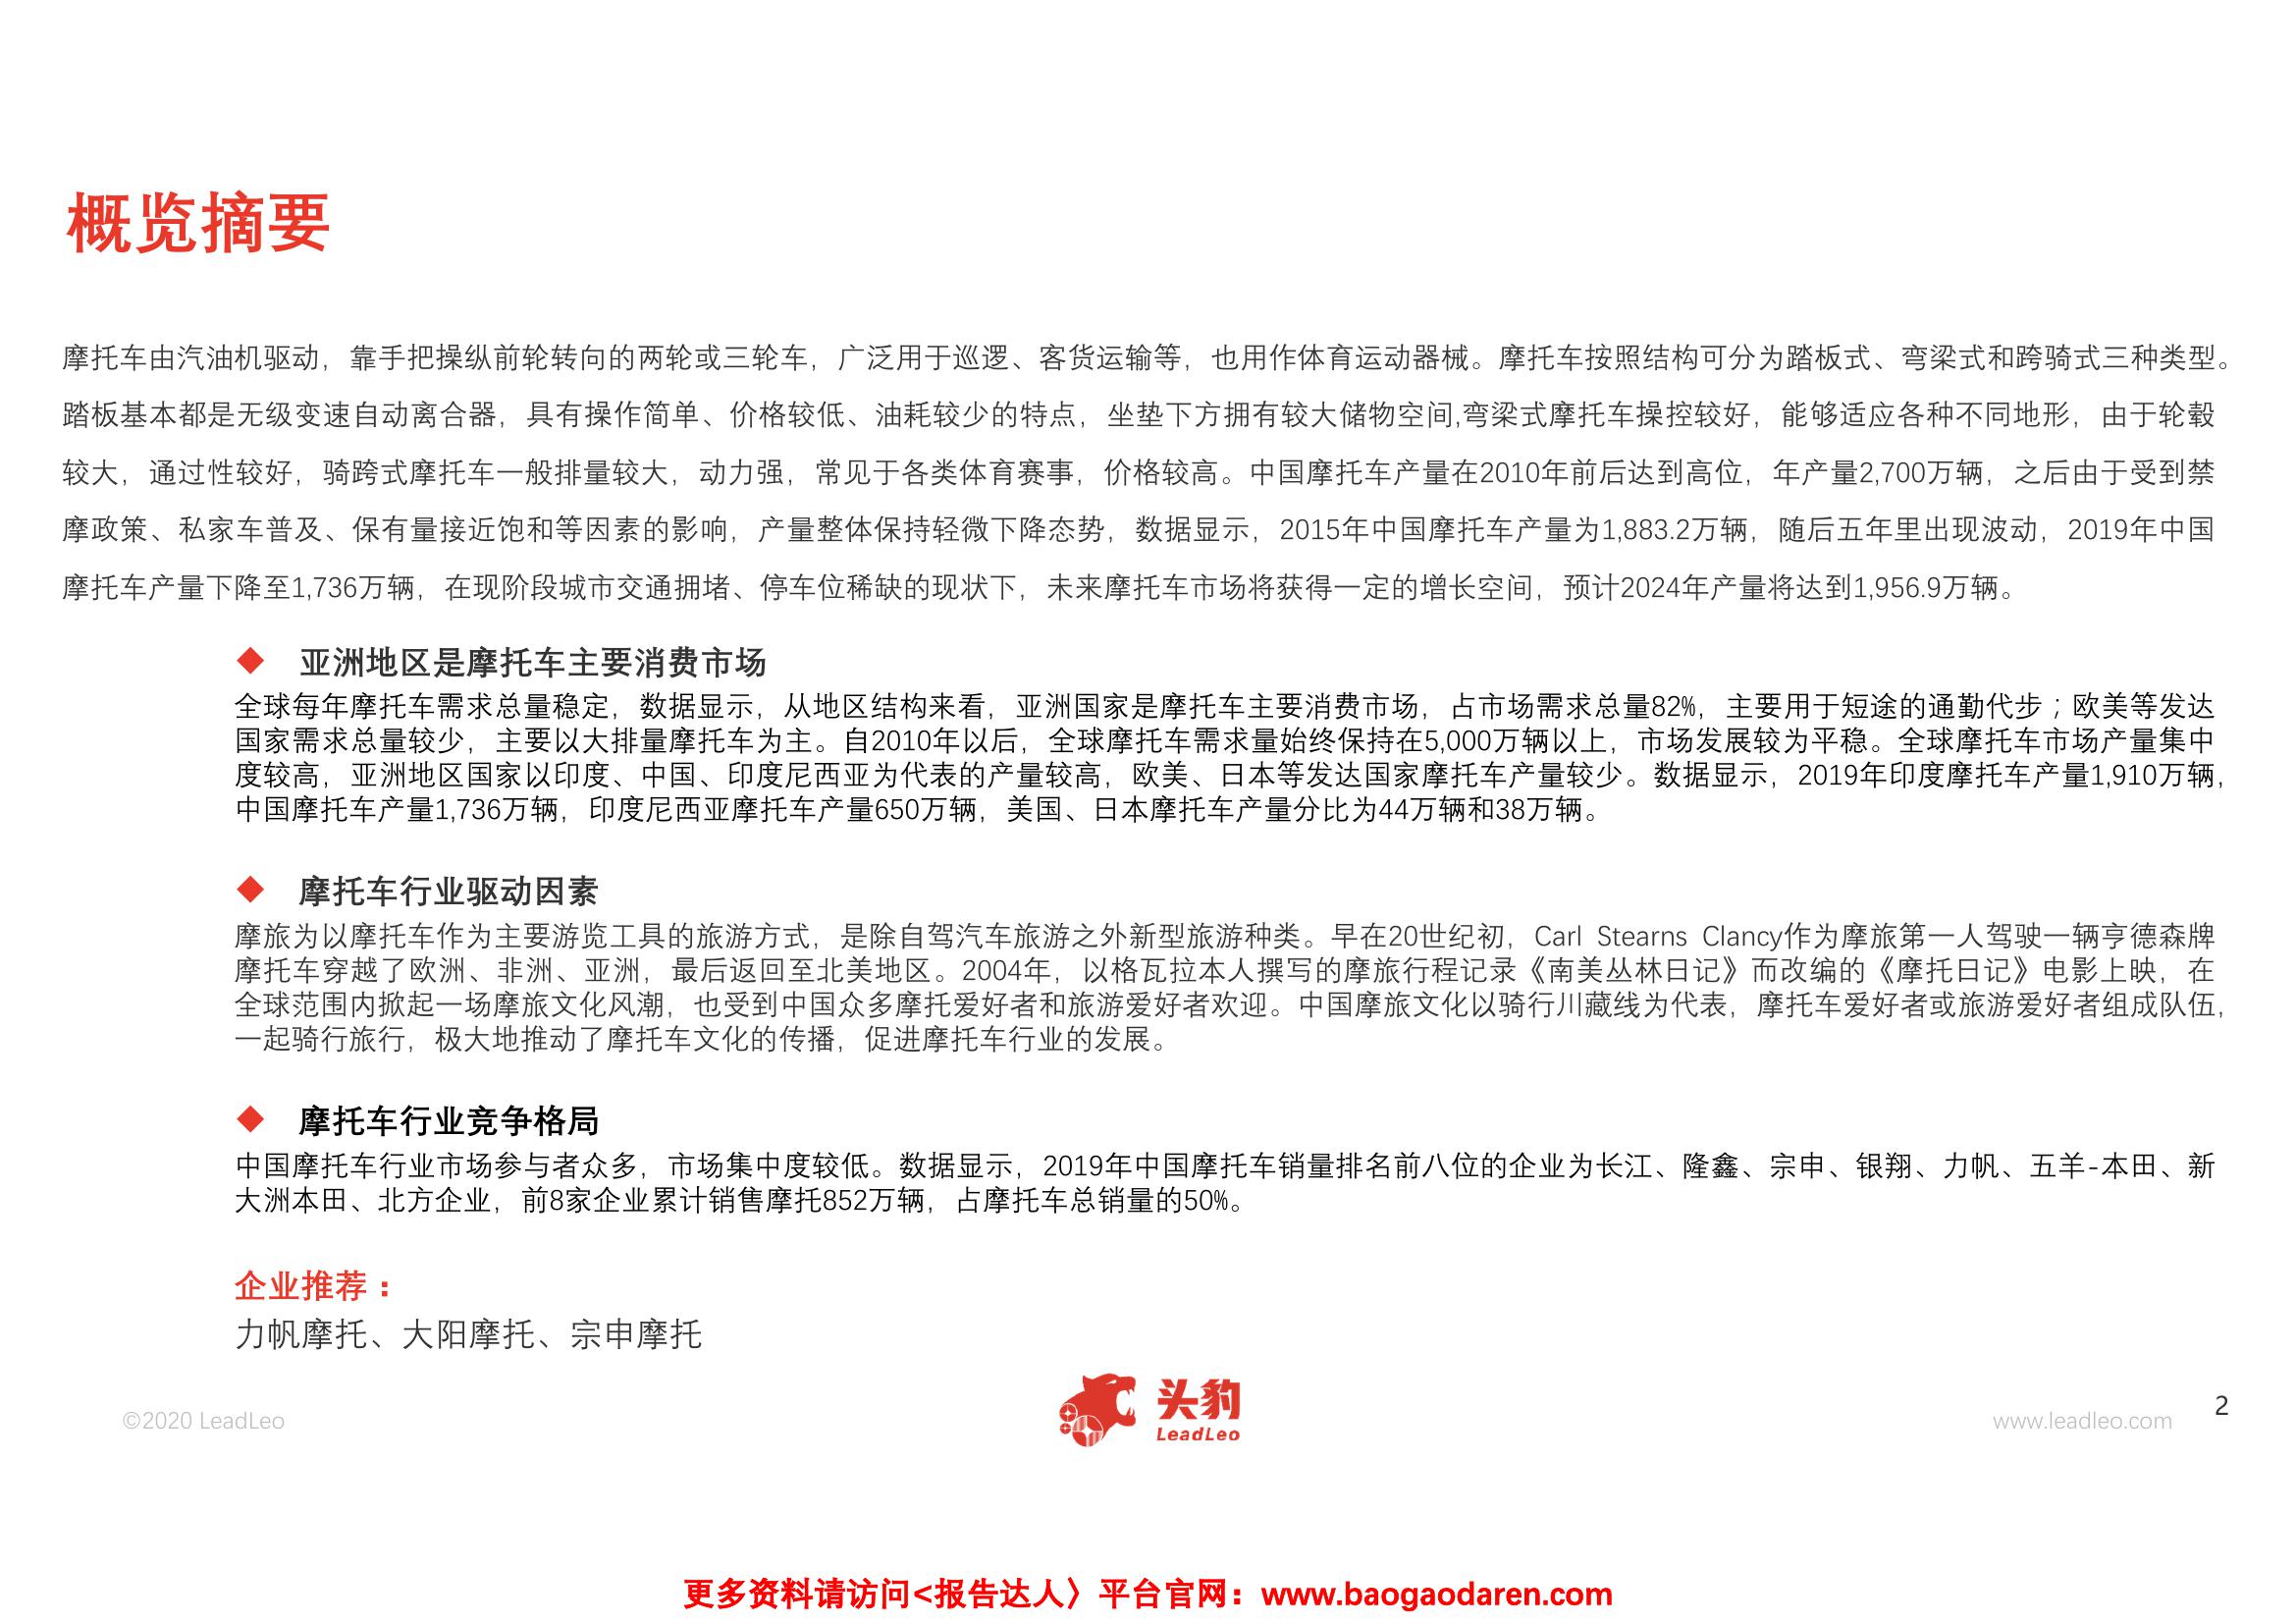 概览摘要
摩托车由汽油机驱动，靠手把操纵前轮转向的两轮或三轮车，广泛用于巡逻、客货运输等，也用作体育运动器械。摩托车按照结构可分为踏板式、弯梁式和跨骑式三种类型。
踏板基本都是无级变速自动离合器，具有操作简单、价格较低、油耗较少的特点，坐垫下方拥有较大储物空间,弯梁式摩托车操控较好，能够适应各种不同地形，由于轮毂
较大，通过性较好，骑跨式摩托车一般排量较大，动力强，常见于各类体育赛事，价格较高。中国摩托车产量在2010年前后达到高位，年产量2,700万辆，之后由于受到禁
摩政策、私家车普及、保有量接近饱和等因素的影响，产量整体保持轻微下降态势，数据显示，2015年中国摩托车产量为1,883.2万辆，随后五年里出现波动，2019年中国
摩托车产量下降至1,736万辆，在现阶段城市交通拥堵、停车位稀缺的现状下，未来摩托车市场将获得一定的增长空间，预计2024年产量将达到1,956.9万辆。
◆ 亚洲地区是摩托车主要消费市场
全球每年摩托车需求总量稳定，数据显示，从地区结构来看，亚洲国家是摩托车主要消费市场，占市场需求总量82%，主要用于短途的通勤代步；欧美等发达
国家需求总量较少，主要以大排量摩托车为主。自2010年以后，全球摩托车需求量始终保持在5,000万辆以上，市场发展较为平稳。全球摩托车市场产量集中
度较高，亚洲地区国家以印度、中国、印度尼西亚为代表的产量较高，欧美、日本等发达国家摩托车产量较少。数据显示，2019年印度摩托车产量1,910万辆，
中国摩托车产量1,736万辆，印度尼西亚摩托车产量650万辆，美国、日本摩托车产量分比为44万辆和38万辆。
◆ 摩托车行业驱动因素
摩旅为以摩托车作为主要游览工具的旅游方式，是除自驾汽车旅游之外新型旅游种类。早在20世纪初，Carl Stearns Clancy作为摩旅第一人驾驶一辆亨德森牌
摩托车穿越了欧洲、非洲、亚洲，最后返回至北美地区。2004年，以格瓦拉本人撰写的摩旅行程记录《南美丛林日记》而改编的《摩托日记》电影上映，在
全球范围内掀起一场摩旅文化风潮，也受到中国众多摩托爱好者和旅游爱好者欢迎。中国摩旅文化以骑行川藏线为代表，摩托车爱好者或旅游爱好者组成队伍，
一起骑行旅行，极大地推动了摩托车文化的传播，促进摩托车行业的发展。
◆ 摩托车行业竞争格局
中国摩托车行业市场参与者众多，市场集中度较低。数据显示，2019年中国摩托车销量排名前八位的企业为长江、隆鑫、宗申、银翔、力帆、五羊-本田、新
大洲本田、北方企业，前8家企业累计销售摩托852万辆，占摩托车总销量的50%。
企业推荐：
力帆摩托、大阳摩托、宗申摩托
©2020 LeadLeo
头豹
LeadLeo
www.leadleo.com
2
更多资料请访问<报告达人〉平台官网：www.baogaodaren.com